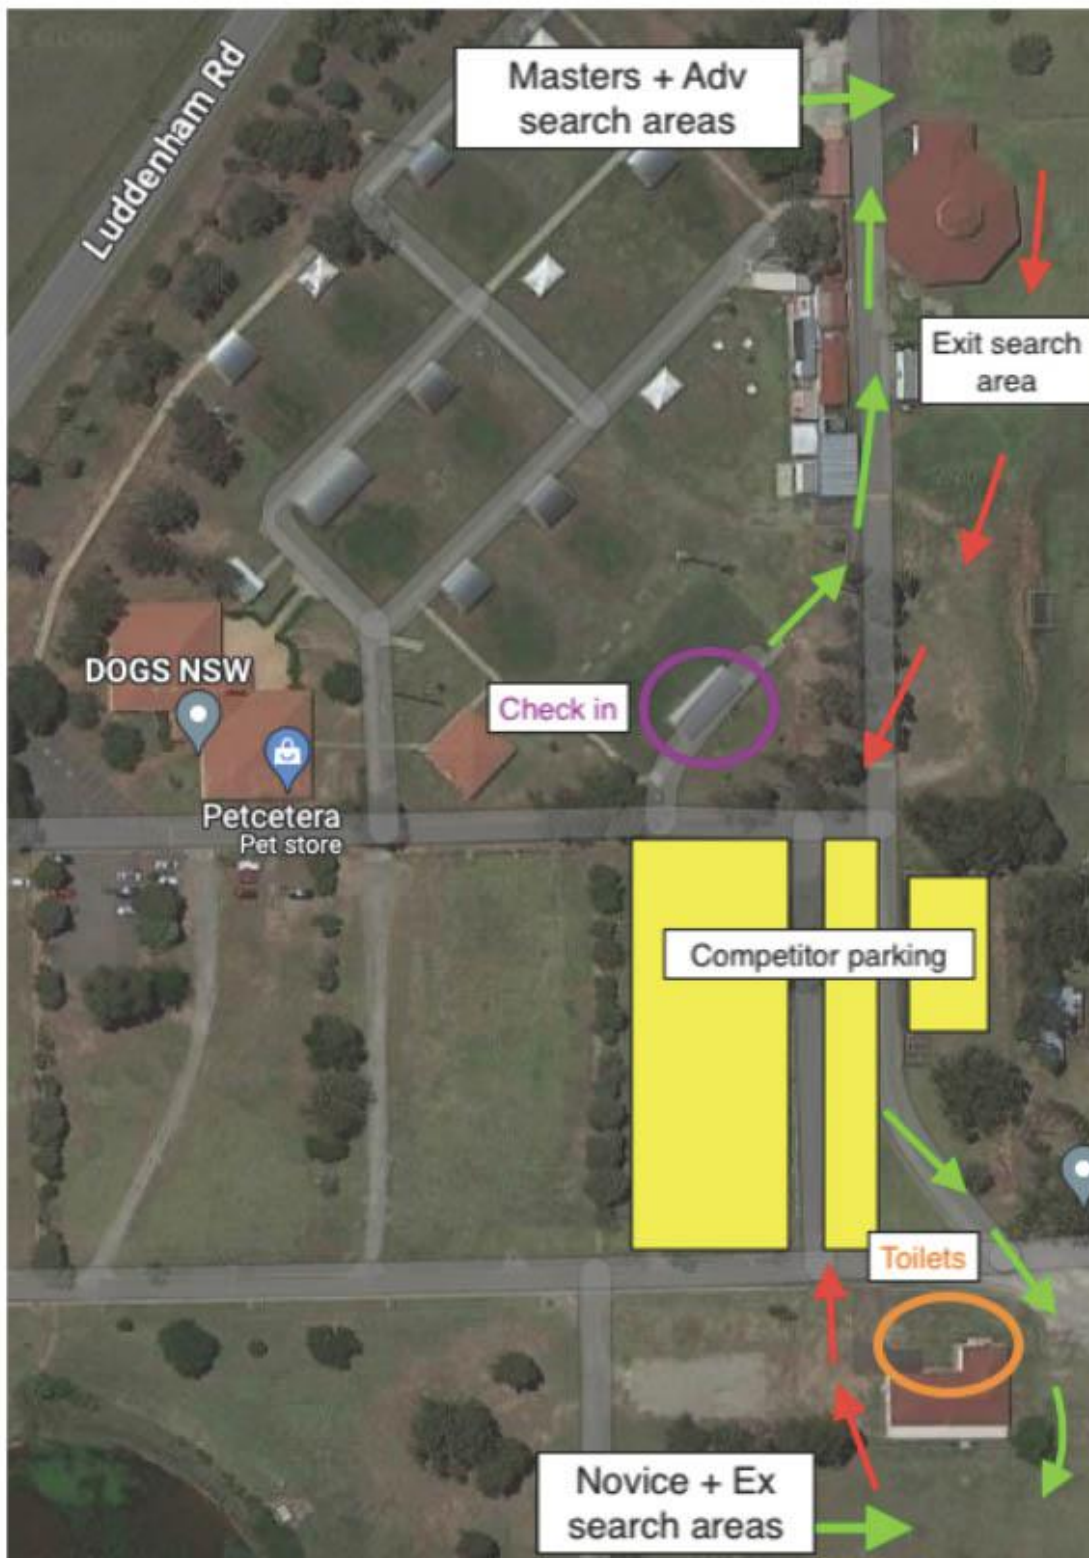 Masters + Adv
search areas
Luddenham Rd
Exit search
area
DOGS NSW
Check in
Petcetera
Pet store
Competitor parking
Toilets
Novice + Ex
search areas